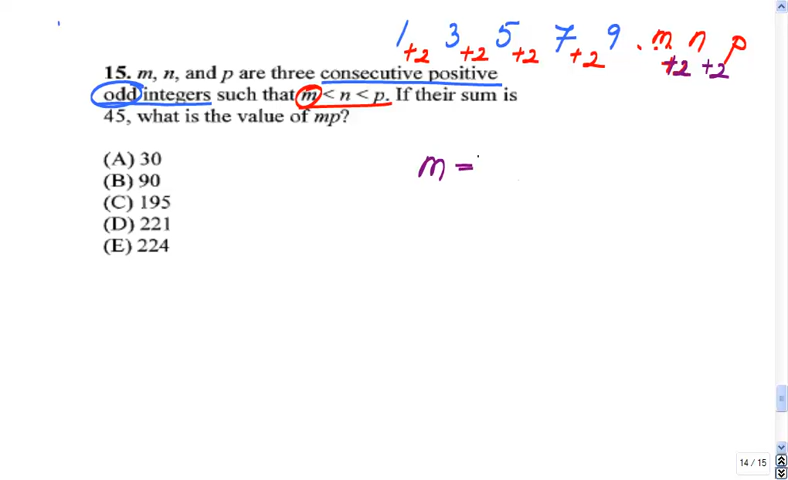 1 3 5 7 9 . m n p
+2 +2 +2 +2 +2 +2
15. m, n, and p are three consecutive positive
odd integers such that m < n < p. If their sum is
45, what is the value of mp?
(A) 30
(B) 90
(C) 195
(D) 221
(E) 224
m =
14 / 15